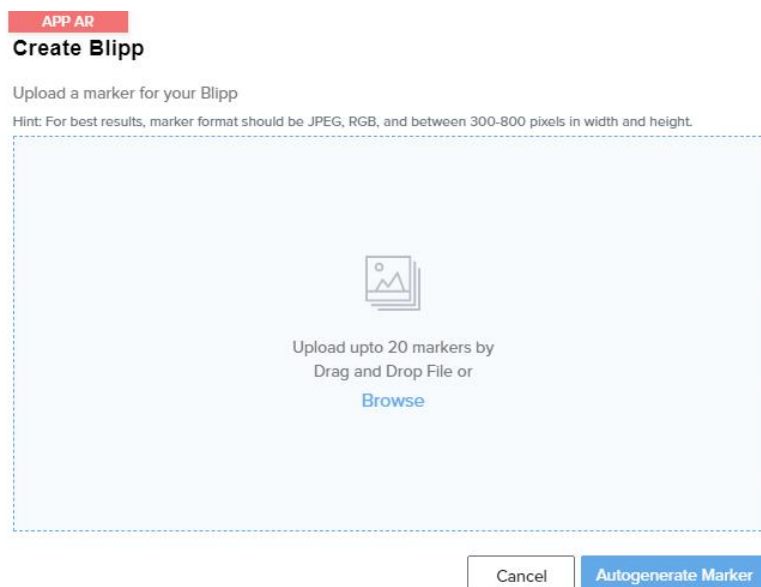 APP AR
Create Blipp
Upload a marker for your Blipp
Hint: For best results, marker format should be JPEG, RGB, and between 300-800 pixels in width and height.
Upload upto 20 markers by
Drag and Drop File or
Browse
Cancel
Autogenerate Marker